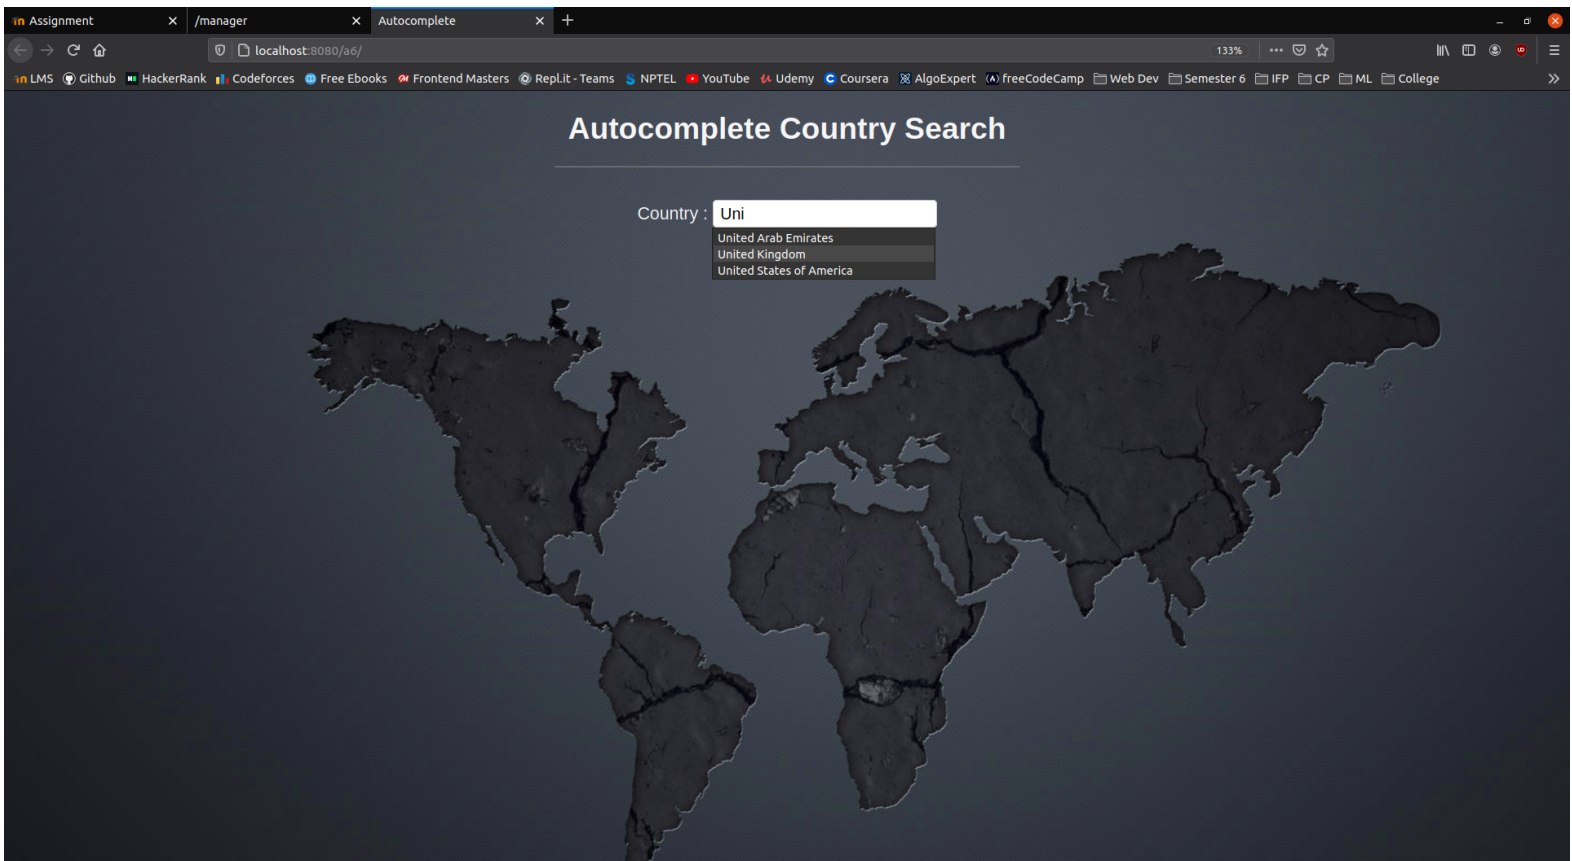 Assignment
/manager
Autocomplete
localhost:8080/a6/
133%
LMS Github HackerRank Codeforces Free Ebooks Frontend Masters Repl.it - Teams NPTEL YouTube Udemy Coursera AlgoExpert freeCodeCamp Web Dev Semester 6 IFP CP ML College
Autocomplete Country Search
Country : Uni
United Arab Emirates
United Kingdom
United States of America